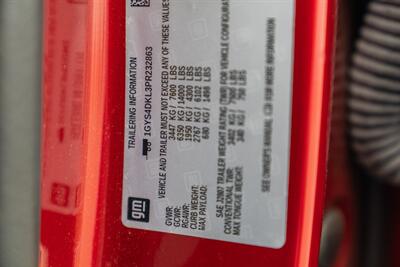 TRAILERING INFORMATION
1GYS4DKL3PR232863
VEHICLE AND TRAILER MUST NOT EXCEED ANY OF THESE VALUES
GVWR: 3447 KG / 7600 LBS
GCWR: 6350 KG / 14000 LBS
RGAWR: 1950 KG / 4300 LBS
CURB WEIGHT: 2767 KG / 6102 LBS
MAX PAYLOAD: 680 KG / 1498 LBS
SAE J2807 TRAILER WEIGHT RATING (TWR) FOR VEHICLE CONFIGURATION
CONVENTIONAL TWR: 3402 KG / 7500 LBS
MAX TONGUE WEIGHT: 340 KG / 750 LBS
SEE OWNER'S MANUAL FOR MORE INFORMATION
gm